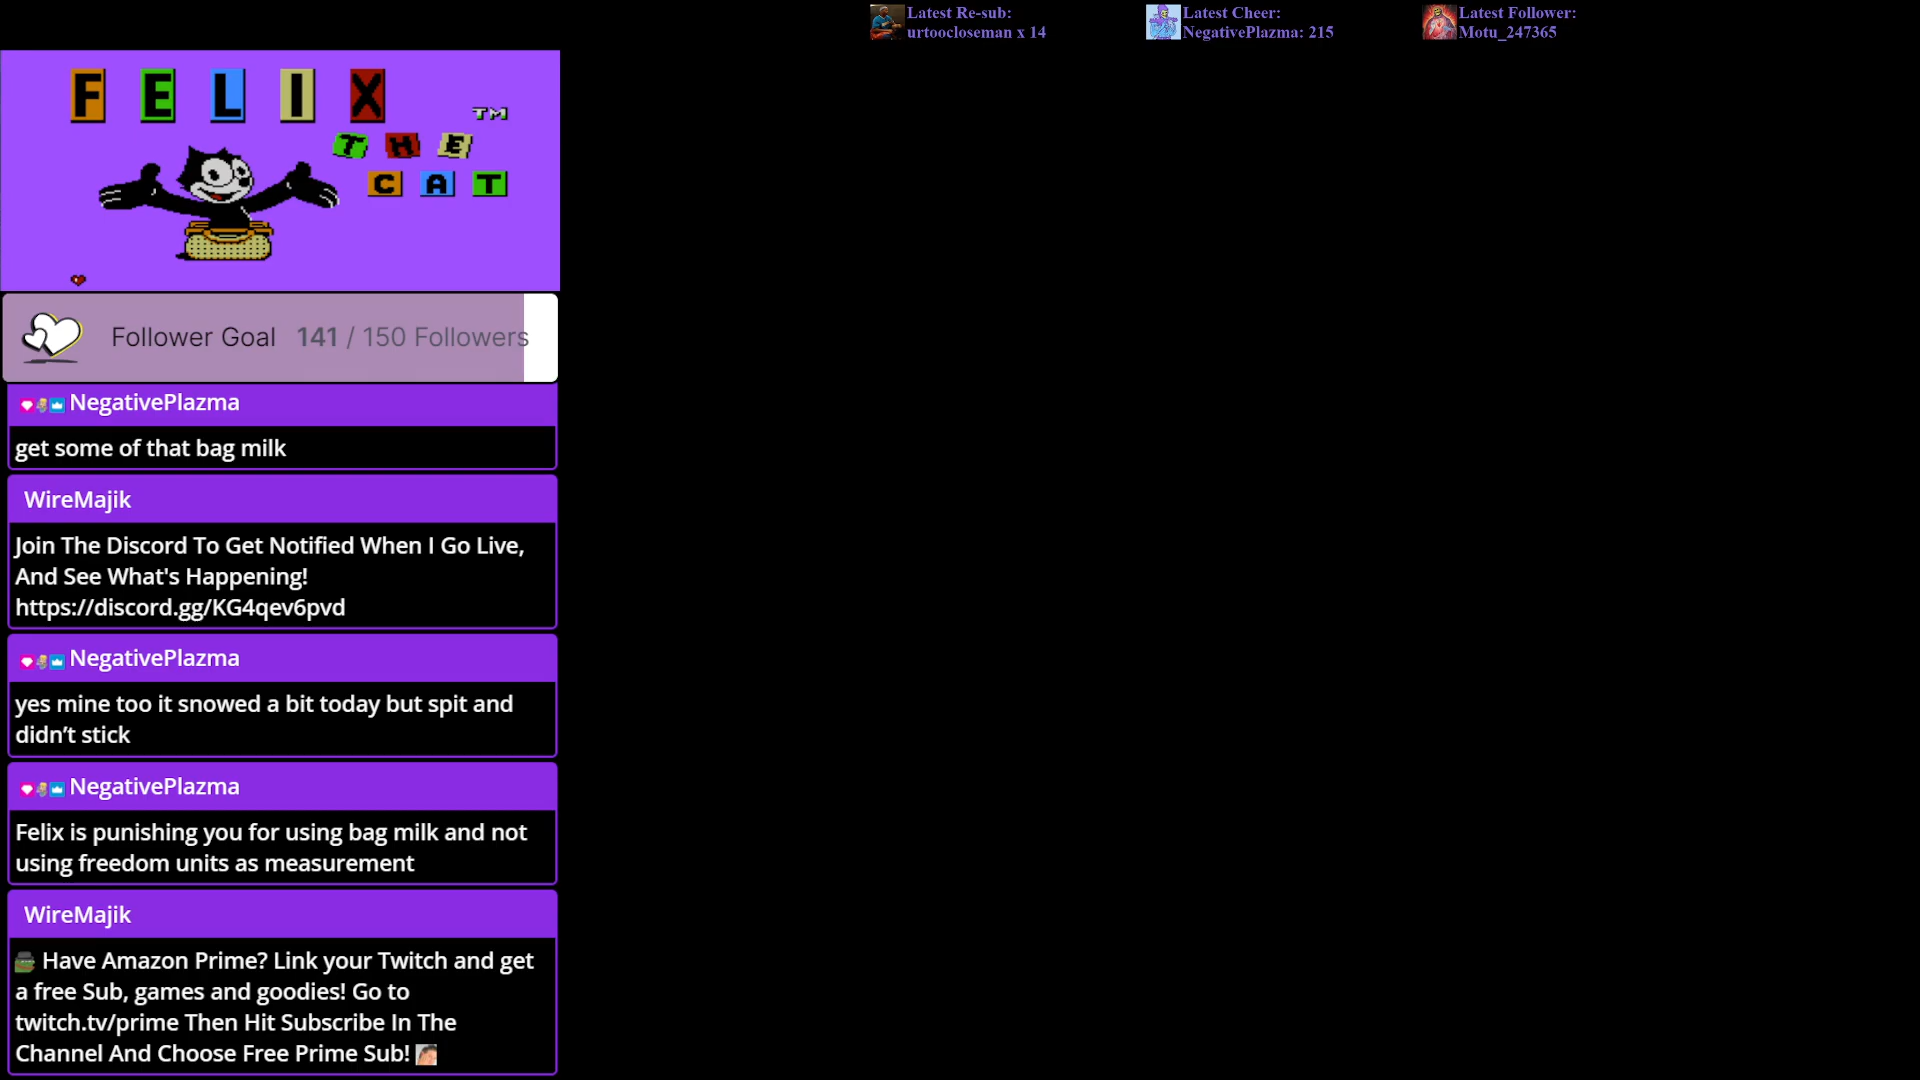 Latest Re-sub:
urtoocloseman x 14
Latest Cheer:
NegativePlazma: 215
Latest Follower:
Motu_247365
FELIX
TM
THE
CAT
Follower Goal 141 / 150 Followers
NegativePlazma
get some of that bag milk
WireMajik
Join The Discord To Get Notified When I Go Live,
And See What's Happening!
https://discord.gg/KG4qev6pvd
NegativePlazma
yes mine too it snowed a bit today but spit and
didn’t stick
NegativePlazma
Felix is punishing you for using bag milk and not
using freedom units as measurement
WireMajik
Have Amazon Prime? Link your Twitch and get
a free Sub, games and goodies! Go to
twitch.tv/prime Then Hit Subscribe In The
Channel And Choose Free Prime Sub!